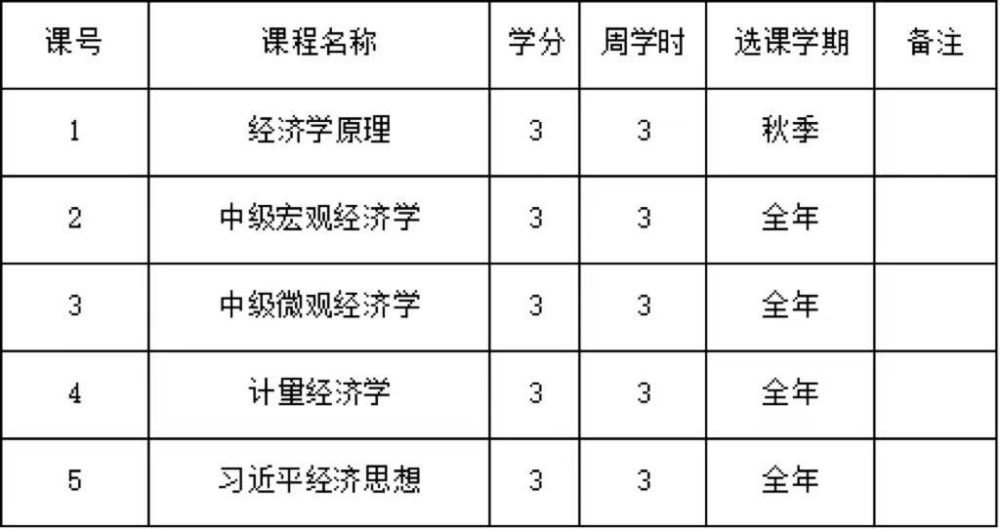 课号 课程名称 学分 周学时 选课学期 备注
1 经济学原理 3 3 秋季
2 中级宏观经济学 3 3 全年
3 中级微观经济学 3 3 全年
4 计量经济学 3 3 全年
5 习近平经济思想 3 3 全年